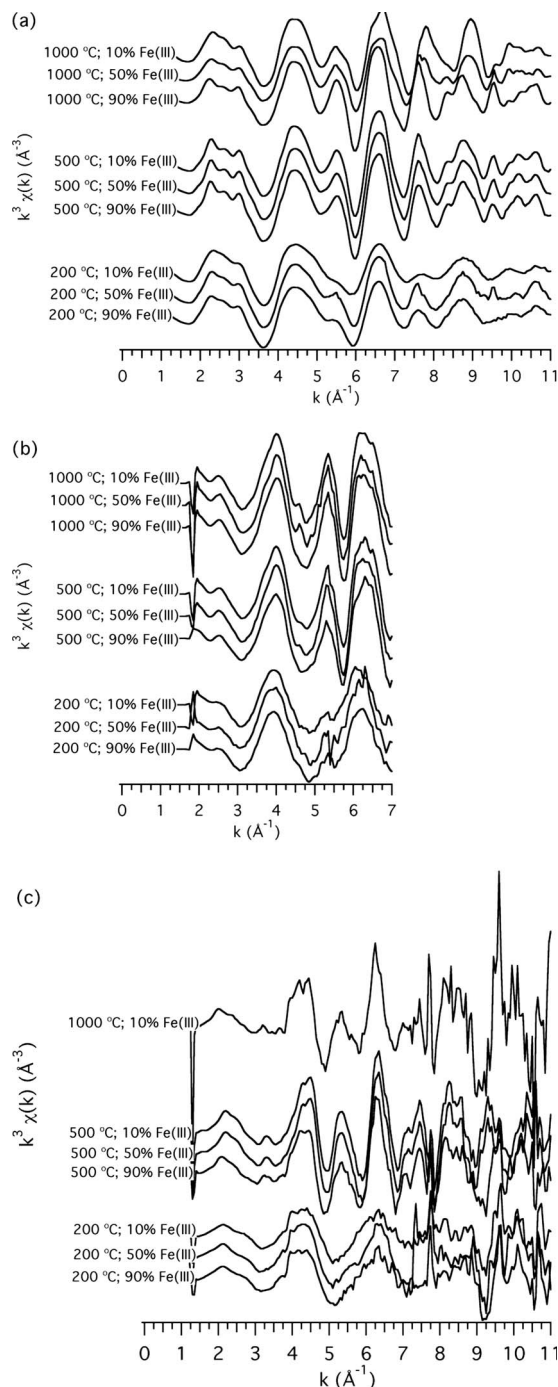 (a)
1000 °C; 10% Fe(III)
1000 °C; 50% Fe(III)
1000 °C; 90% Fe(III)
500 °C; 10% Fe(III)
500 °C; 50% Fe(III)
500 °C; 90% Fe(III)
200 °C; 10% Fe(III)
200 °C; 50% Fe(III)
200 °C; 90% Fe(III)
k³ χ(k) (Å⁻³)
0 1 2 3 4 5 6 7 8 9 10 11
k (Å⁻¹)
(b)
1000 °C; 10% Fe(III)
1000 °C; 50% Fe(III)
1000 °C; 90% Fe(III)
500 °C; 10% Fe(III)
500 °C; 50% Fe(III)
500 °C; 90% Fe(III)
200 °C; 10% Fe(III)
200 °C; 50% Fe(III)
200 °C; 90% Fe(III)
k³ χ(k) (Å⁻³)
0 1 2 3 4 5 6 7
k (Å⁻¹)
(c)
1000 °C; 10% Fe(III)
500 °C; 10% Fe(III)
500 °C; 50% Fe(III)
500 °C; 90% Fe(III)
200 °C; 10% Fe(III)
200 °C; 50% Fe(III)
200 °C; 90% Fe(III)
k³ χ(k) (Å⁻³)
0 1 2 3 4 5 6 7 8 9 10 11
k (Å⁻¹)